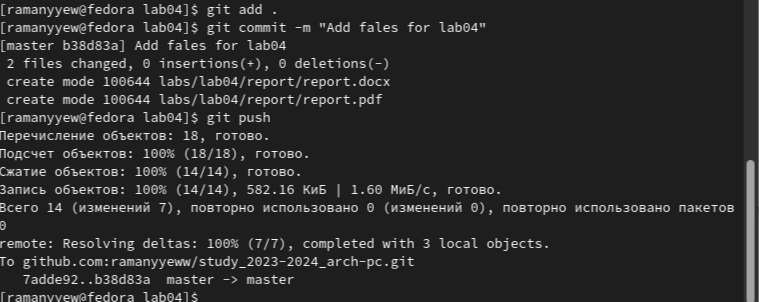 [ramanyyew@fedora lab04]$ git add .
[ramanyyew@fedora lab04]$ git commit -m "Add fales for lab04"
[master b38d83a] Add fales for lab04
 2 files changed, 0 insertions(+), 0 deletions(-)
 create mode 100644 labs/lab04/report/report.docx
 create mode 100644 labs/lab04/report/report.pdf
[ramanyyew@fedora lab04]$ git push
Перечисление объектов: 18, готово.
Подсчет объектов: 100% (18/18), готово.
Сжатие объектов: 100% (14/14), готово.
Запись объектов: 100% (14/14), 582.16 КиБ | 1.60 МиБ/с, готово.
Всего 14 (изменений 7), повторно использовано 0 (изменений 0), повторно использовано пакетов
0
remote: Resolving deltas: 100% (7/7), completed with 3 local objects.
To github.com:ramanyyeww/study_2023-2024_arch-pc.git
   7adde92..b38d83a  master -> master
[ramanyyew@fedora lab04]$